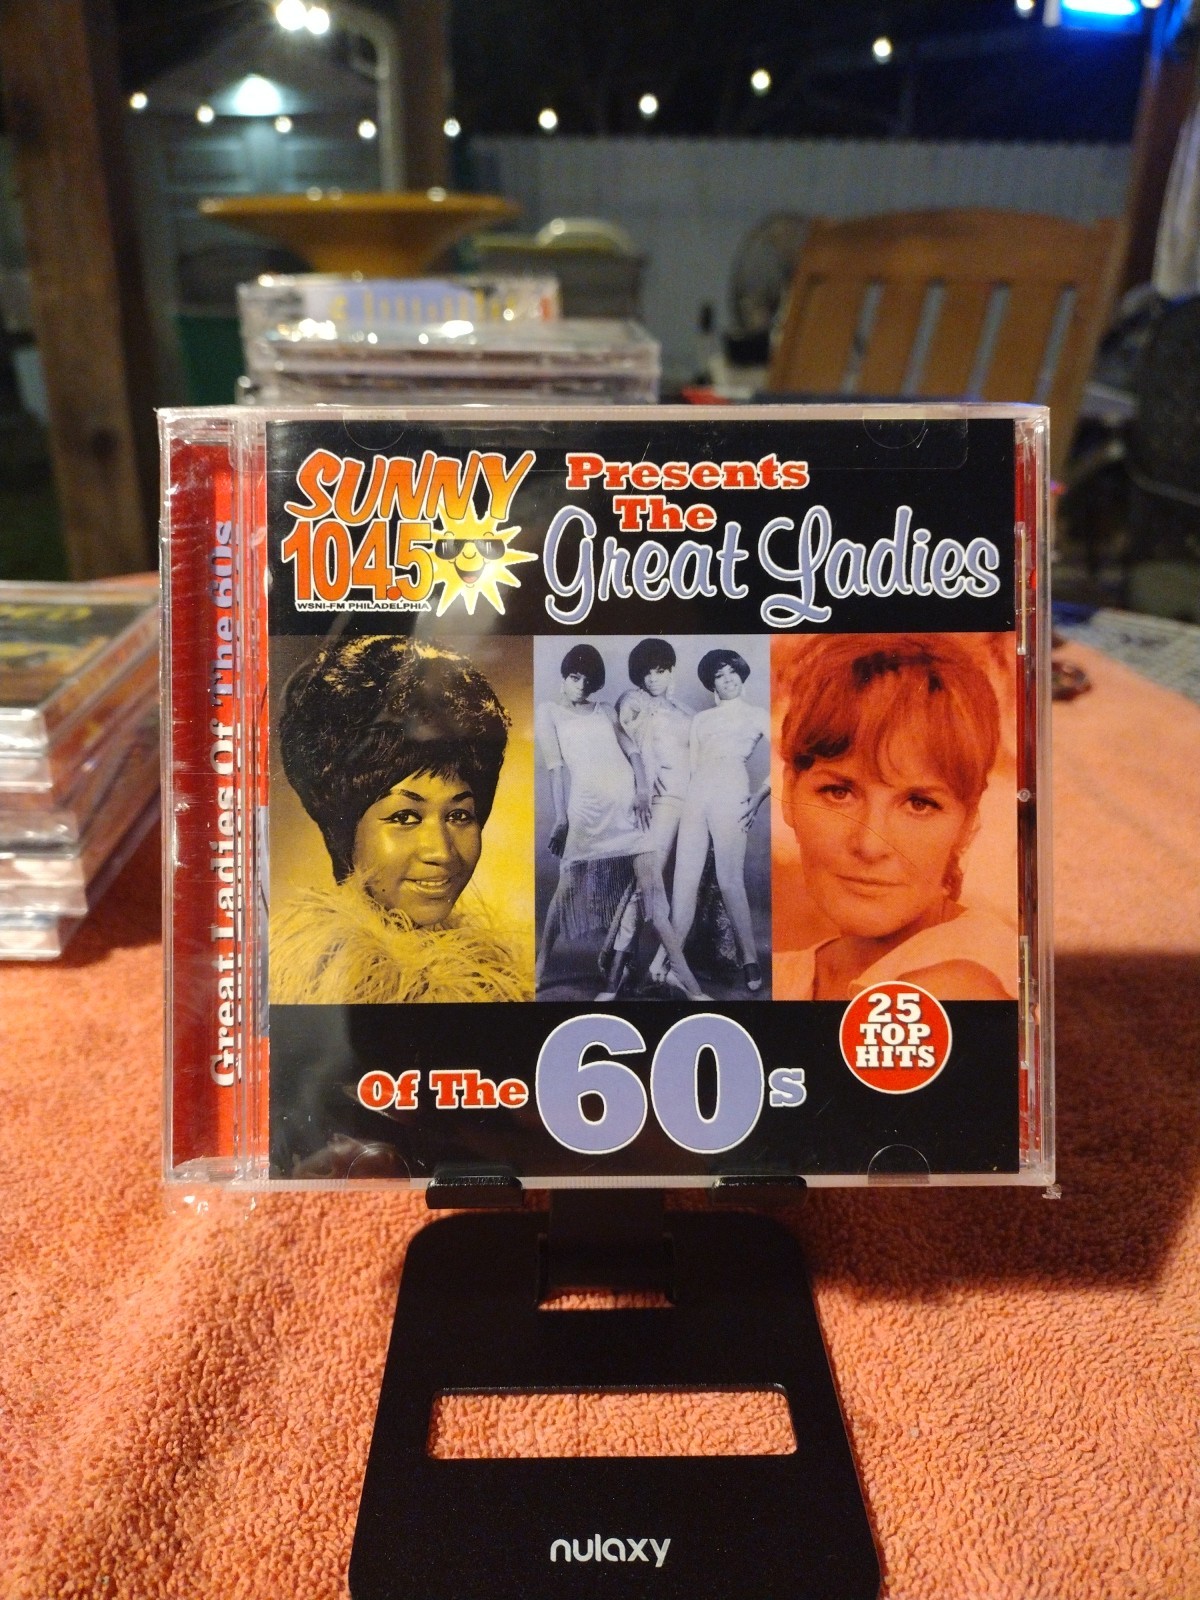 SUNNY
104.5
WSNI-FM PHILADELPHIA
Presents
The
Great Ladies
Of The 60s
25
TOP
HITS
Great Ladies Of The 60s
nulaxy